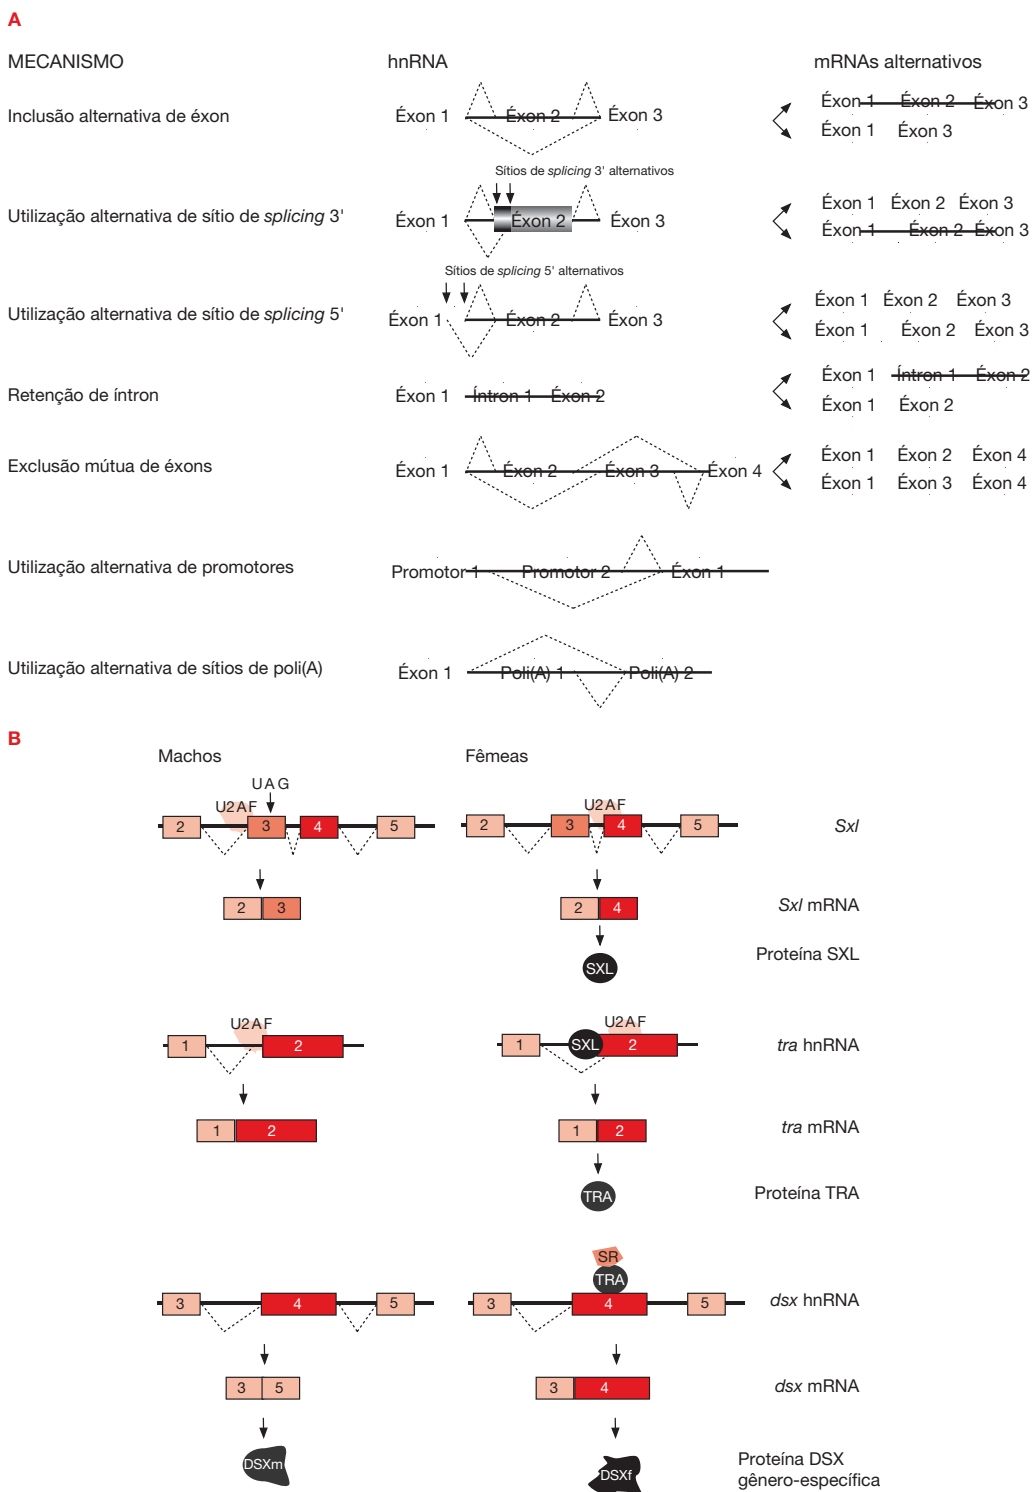 A
MECANISMO hnRNA mRNAs alternativos
Inclusão alternativa de éxon Éxon 1 Éxon 2 Éxon 3 Éxon 1 Éxon 2 Éxon 3
Éxon 1 Éxon 3
Sítios de splicing 3' alternativos
Utilização alternativa de sítio de splicing 3' Éxon 1 Éxon 2 Éxon 3 Éxon 1 Éxon 2 Éxon 3
Éxon 1 Éxon 2 Éxon 3
Sítios de splicing 5' alternativos
Utilização alternativa de sítio de splicing 5' Éxon 1 Éxon 2 Éxon 3 Éxon 1 Éxon 2 Éxon 3
Éxon 1 Éxon 2 Éxon 3
Retenção de íntron Éxon 1 Íntron 1 Éxon 2 Éxon 1 Íntron 1 Éxon 2
Éxon 1 Éxon 2
Exclusão mútua de éxons Éxon 1 Éxon 2 Éxon 3 Éxon 4 Éxon 1 Éxon 2 Éxon 4
Éxon 1 Éxon 3 Éxon 4
Utilização alternativa de promotores Promotor 1 Promotor 2 Éxon 1
Utilização alternativa de sítios de poli(A) Éxon 1 Poli(A) 1 Poli(A) 2
B
Machos Fêmeas
UAG
U2AF U2AF
2 3 4 5 2 3 4 5 Sxl
2 3 2 4 Sxl mRNA
Proteína SXL
SXL
U2AF U2AF
1 2 1 SXL 2 tra hnRNA
1 2 1 2 tra mRNA
TRA Proteína TRA
SR
TRA
3 4 5 3 4 5 dsx hnRNA
3 5 3 4 dsx mRNA
DSXm DSXf Proteína DSX
gênero-específica